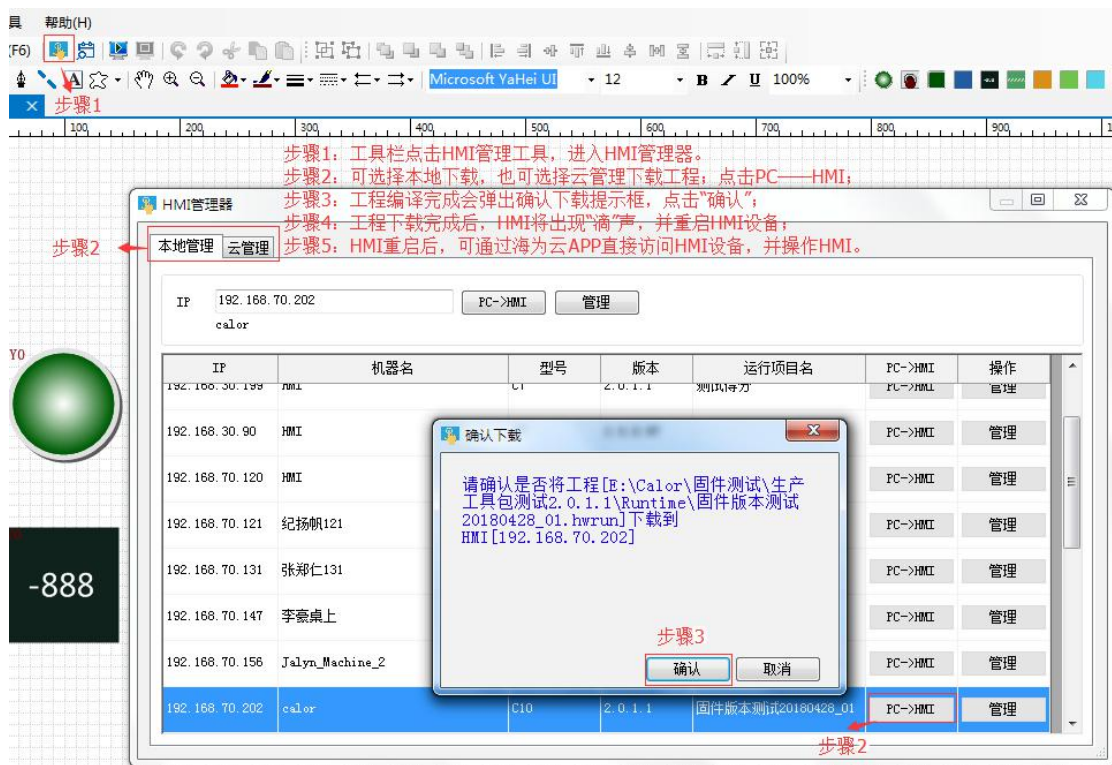 具 帮助(H)
(F6)
Microsoft YaHei UI 12 B U 100%
步骤1
100 200 300 400 500 600 700 800 900
步骤1：工具栏点击HMI管理工具，进入HMI管理器。
步骤2：可选择本地下载，也可选择云管理下载工程；点击PC——HMI；
HMI管理器
步骤3：工程编译完成会弹出确认下载提示框，点击“确认”；
步骤4：工程下载完成后，HMI将出现“滴”声，并重启HMI设备；
步骤2
本地管理 云管理
步骤5：HMI重启后，可通过海为云APP直接访问HMI设备，并操作HMI。
IP 192.168.70.202 PC->HMI 管理
calor
Y0
IP 机器名 型号 版本 运行项目名 PC->HMI 操作
192.168.30.199 HMI C1 2.0.1.1 测试得分 PC->HMI 管理
192.168.30.90 HMI PC->HMI 管理
确认下载
192.168.70.120 HMI PC->HMI 管理
请确认是否将工程[E:\Calor\固件测试\生产
工具包测试2.0.1.1\Runtime\固件版本测试
20180428_01.hwrun]下载到
HMI[192.168.70.202]
192.168.70.121 纪扬帆121 PC->HMI 管理
192.168.70.131 张郑仁131 PC->HMI 管理
-888
192.168.70.147 李豪桌上 PC->HMI 管理
步骤3
192.168.70.156 Jalyn_Machine_2 PC->HMI 管理
确认 取消
192.168.70.202 calor C10 2.0.1.1 固件版本测试20180428_01 PC->HMI 管理
步骤2